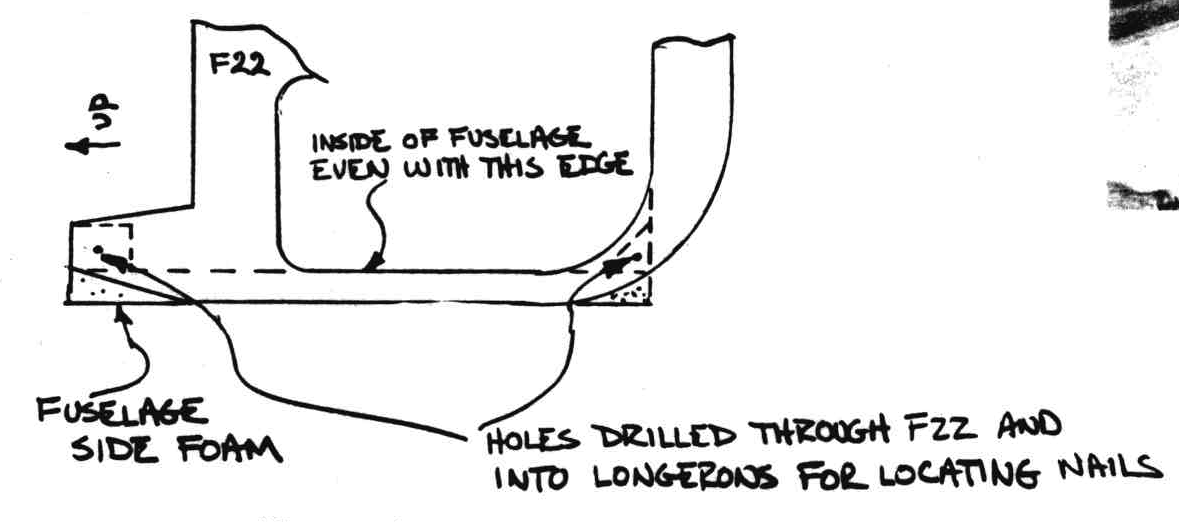 F22
UP
INSIDE OF FUSELAGE
EVEN WITH THIS EDGE
FUSELAGE
SIDE FOAM
HOLES DRILLED THROUGH F22 AND
INTO LONGERONS FOR LOCATING NAILS